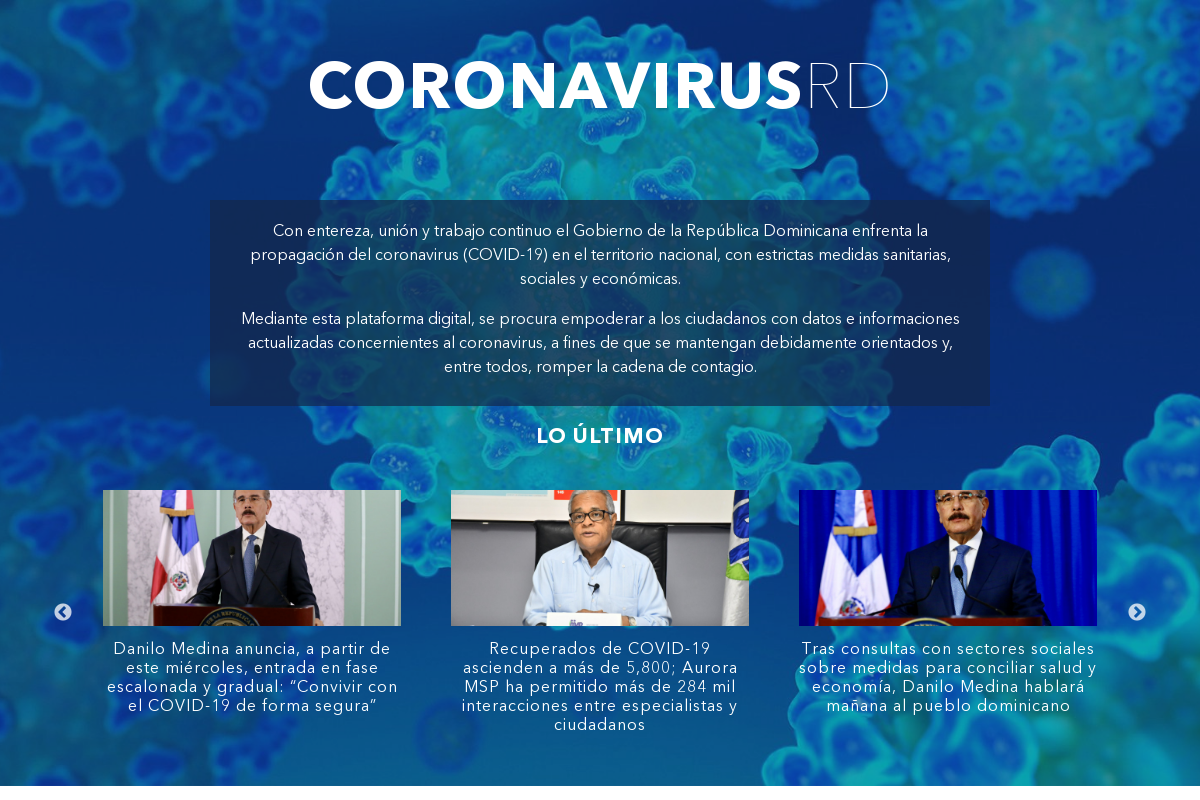 CORONAVIRUSRD
Con entereza, unión y trabajo continuo el Gobierno de la República Dominicana enfrenta la
propagación del coronavirus (COVID-19) en el territorio nacional, con estrictas medidas sanitarias,
sociales y económicas.
Mediante esta plataforma digital, se procura empoderar a los ciudadanos con datos e informaciones
actualizadas concernientes al coronavirus, a fines de que se mantengan debidamente orientados y,
entre todos, romper la cadena de contagio.
LO ÚLTIMO
Danilo Medina anuncia, a partir de
este miércoles, entrada en fase
escalonada y gradual: “Convivir con
el COVID-19 de forma segura”
Recuperados de COVID-19
ascienden a más de 5,800; Aurora
MSP ha permitido más de 284 mil
interacciones entre especialistas y
ciudadanos
Tras consultas con sectores sociales
sobre medidas para conciliar salud y
economía, Danilo Medina hablará
mañana al pueblo dominicano